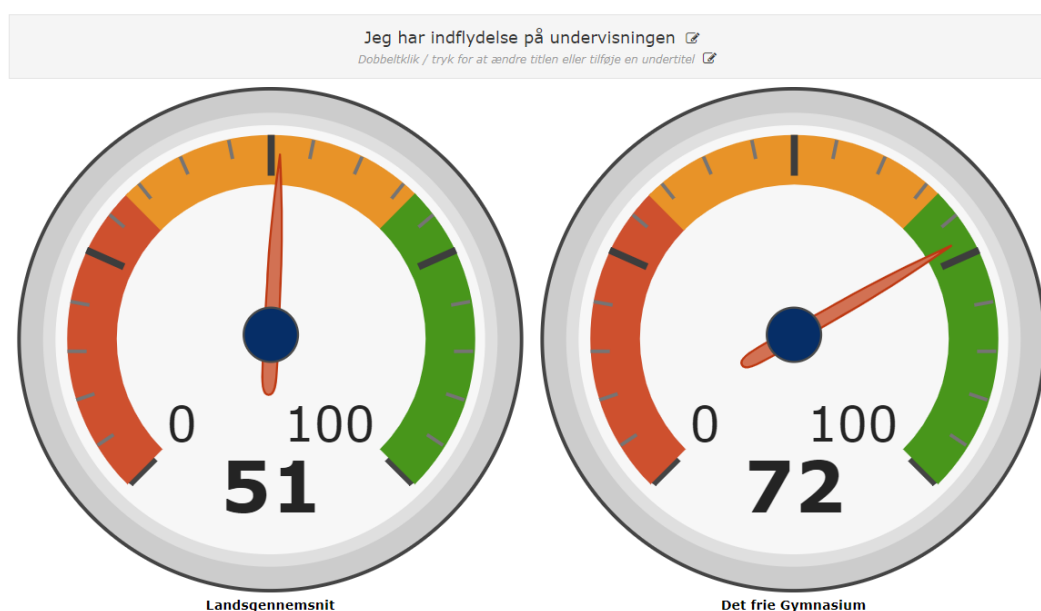 Jeg har indflydelse på undervisningen
Dobbeltklik / tryk for at ændre titlen eller tilføje en undertitel
0 100
51
Landsgennemsnit
0 100
72
Det frie Gymnasium